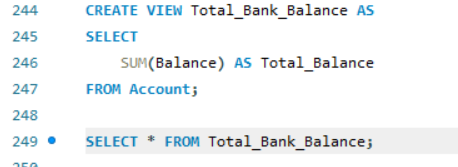 244 CREATE VIEW Total_Bank_Balance AS
245 SELECT
246 SUM(Balance) AS Total_Balance
247 FROM Account;
248
249 SELECT * FROM Total_Bank_Balance;